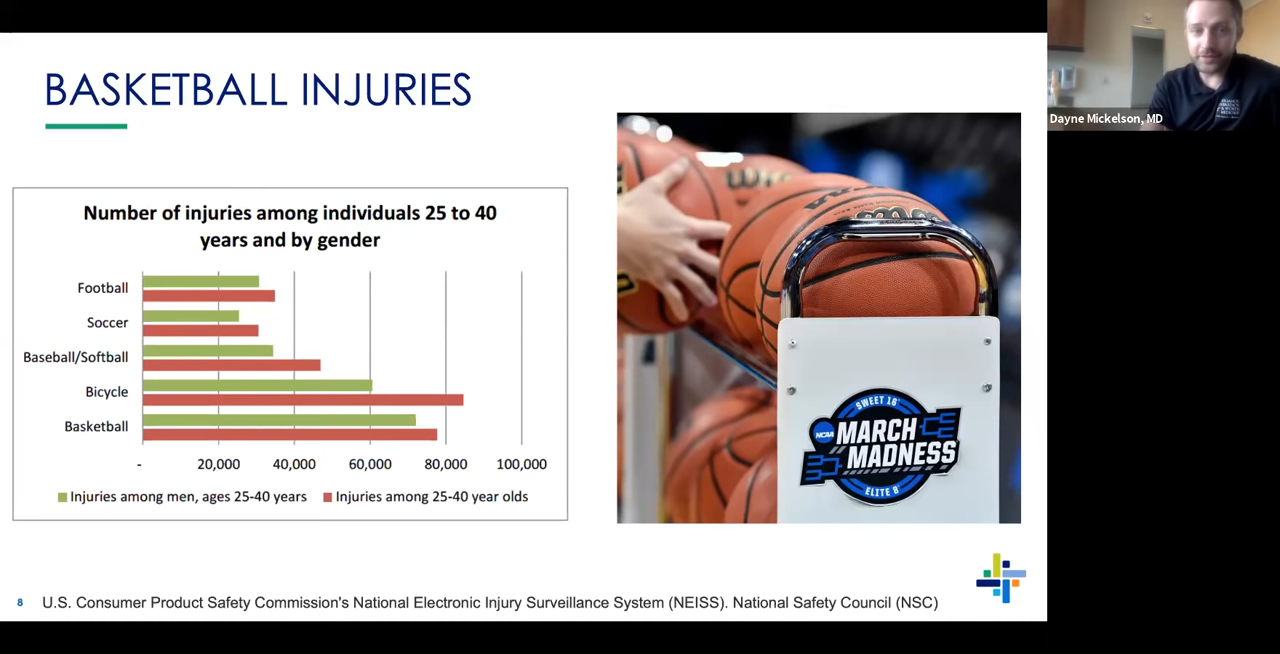 BASKETBALL INJURIES
Dayne Mickelson, MD
Number of injuries among individuals 25 to 40
years and by gender
Football
Soccer
Baseball/Softball
Bicycle
Basketball
- 20,000 40,000 60,000 80,000 100,000
Injuries among men, ages 25-40 years Injuries among 25-40 year olds
SWEET 16
NCAA
MARCH
MADNESS
ELITE 8
8 U.S. Consumer Product Safety Commission's National Electronic Injury Surveillance System (NEISS). National Safety Council (NSC)